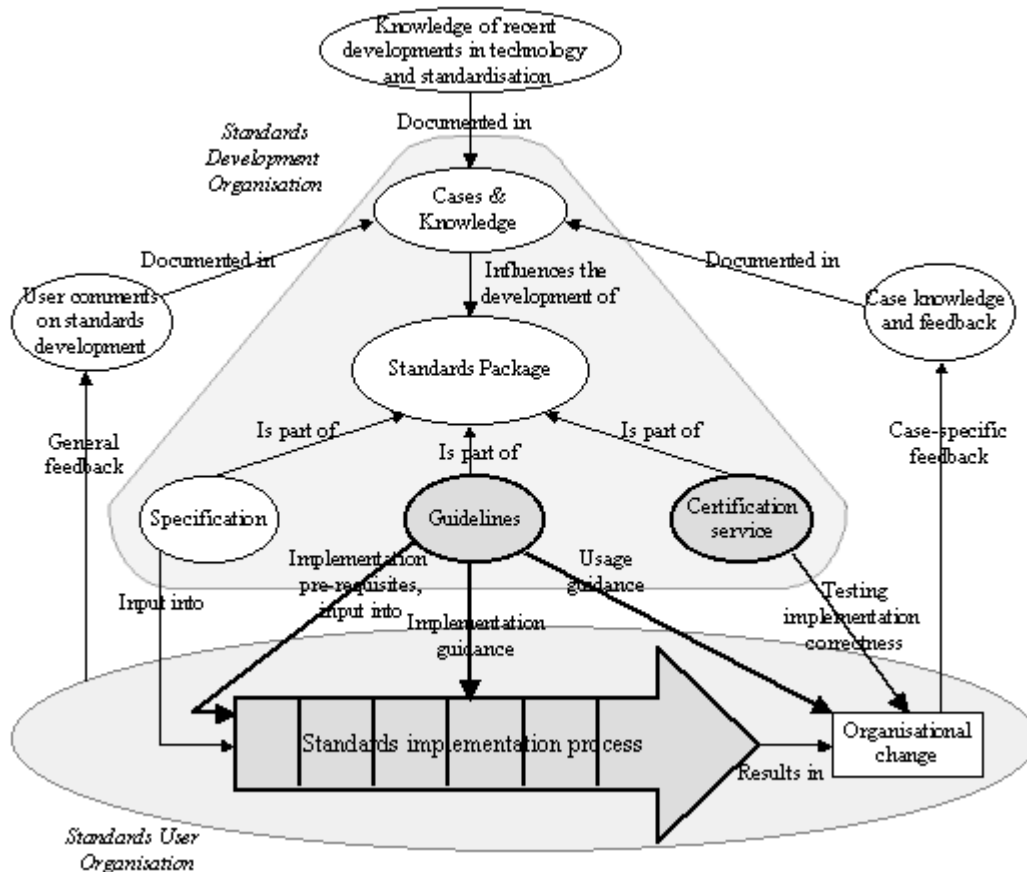 Knowledge of recent
developments in technology
and standardisation
Documented in
Standards
Development
Organisation
Cases &
Knowledge
Documented in
Influences the
development of
Documented in
User comments
on standards
development
Case knowledge
and feedback
Standards Package
General
feedback
Is part of
Is part of
Is part of
Case-specific
feedback
Specification
Guidelines
Certification
service
Input into
Implementation
pre-requisites,
input into
Implementation
guidance
Usage
guidance
Testing
implementation
correctness
Standards implementation process
Results in
Organisational
change
Standards User
Organisation